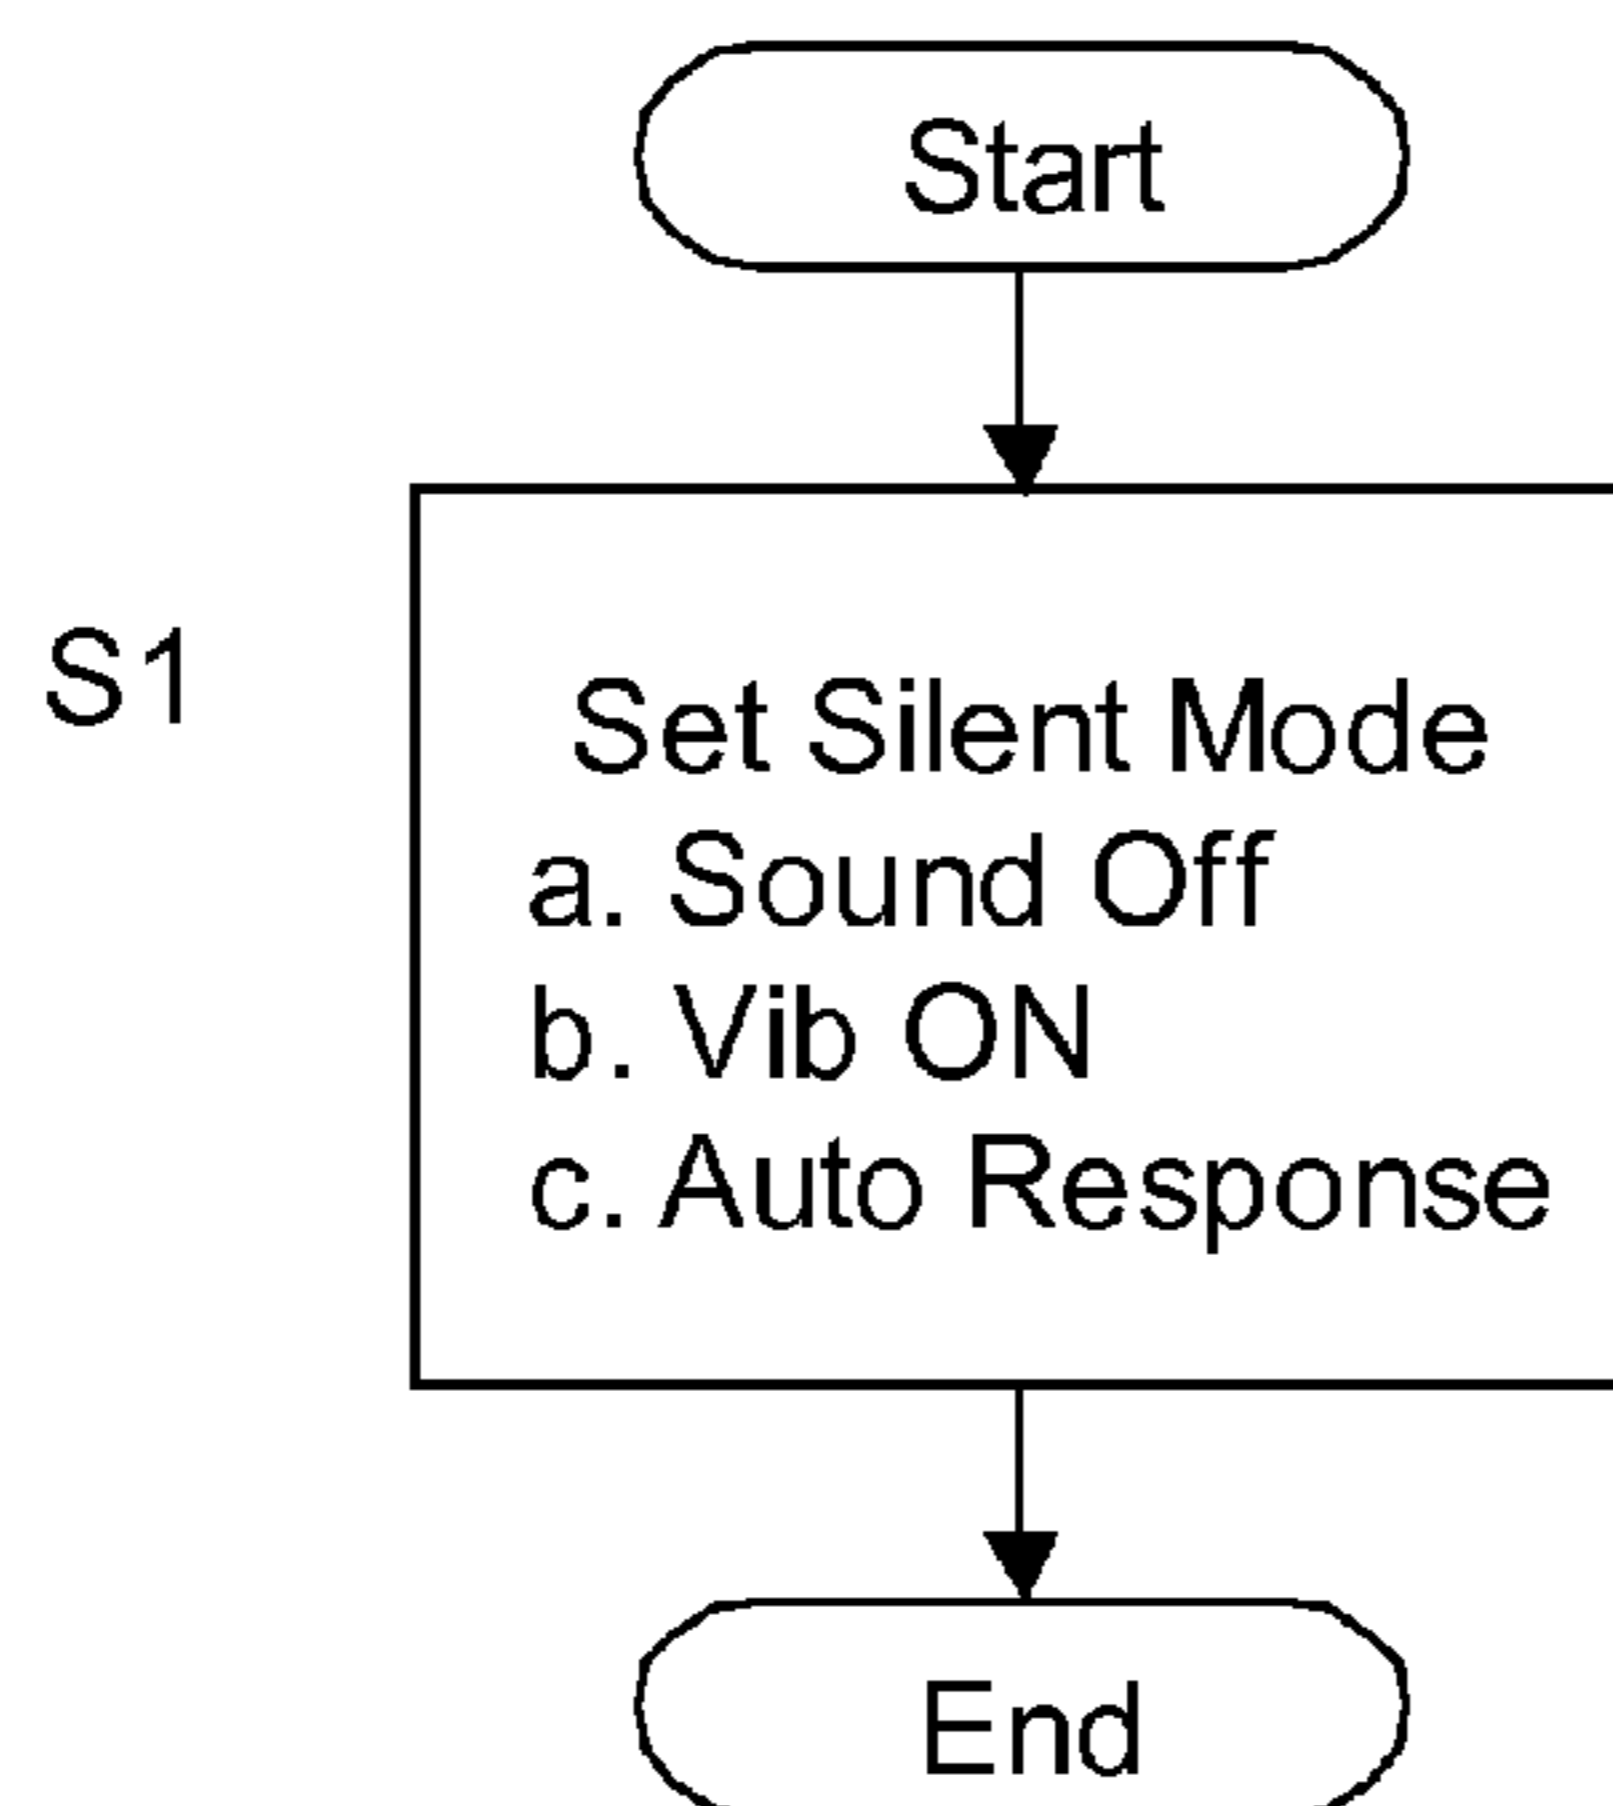 Start
S1
Set Silent Mode
a. Sound Off
b. Vib ON
c. Auto Response
End